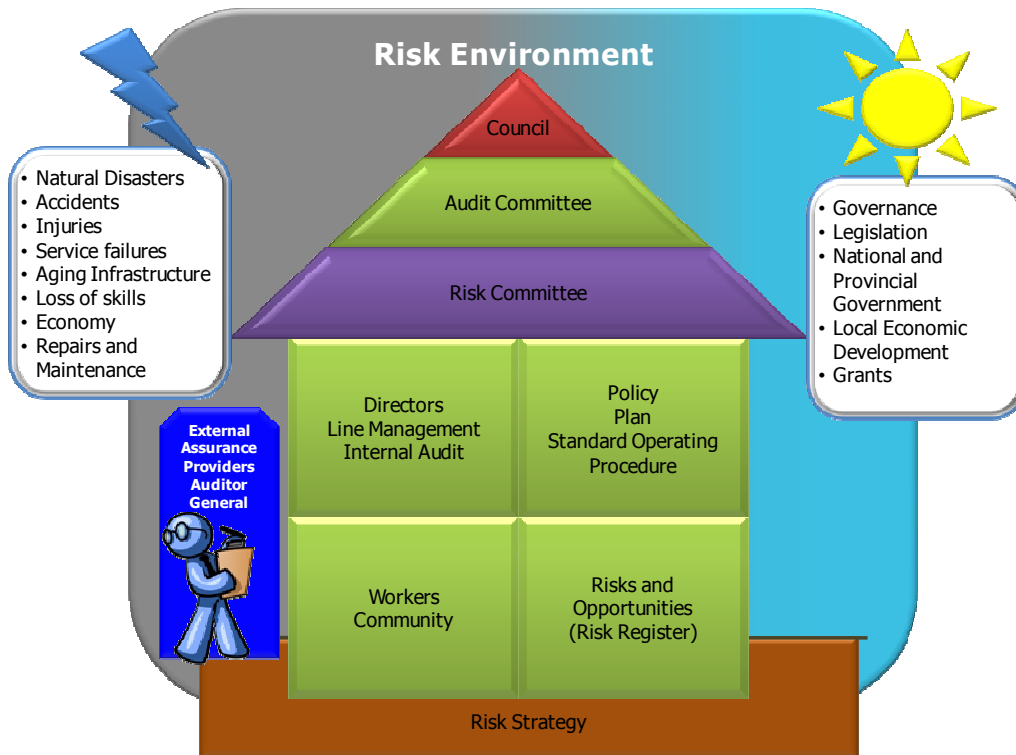 Risk Environment
Council
Audit Committee
Risk Committee
• Natural Disasters
• Accidents
• Injuries
• Service failures
• Aging Infrastructure
• Loss of skills
• Economy
• Repairs and
Maintenance
• Governance
• Legislation
• National and
Provincial
Government
• Local Economic
Development
• Grants
Directors
Line Management
Internal Audit
Policy
Plan
Standard Operating
Procedure
External
Assurance
Providers
Auditor
General
Workers
Community
Risks and
Opportunities
(Risk Register)
Risk Strategy